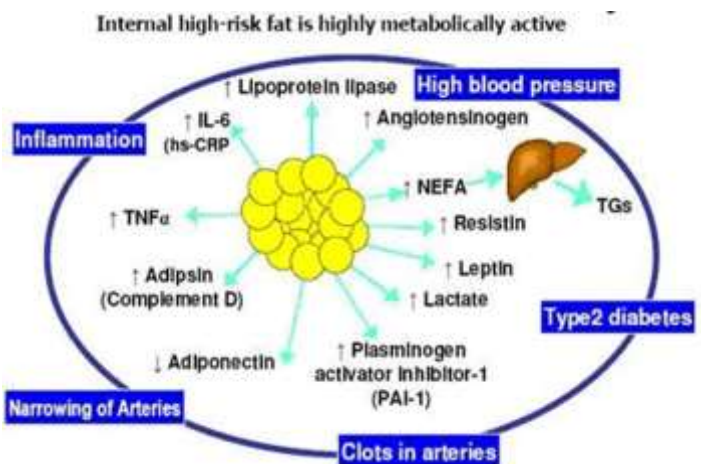 Internal high-risk fat is highly metabolically active
High blood pressure
↑ Lipoprotein lipase
↑ IL-6
(hs-CRP
↑ Angiotensinogen
Inflammation
↑ NEFA
TGs
↑ TNFα
↑ Resistin
↑ Adipsin
(Complement D)
↑ Leptin
↑ Lactate
Type2 diabetes
↓ Adiponectin
↑ Plasminogen
activator inhibitor-1
(PAI-1)
Narrowing of Arteries
Clots in arteries